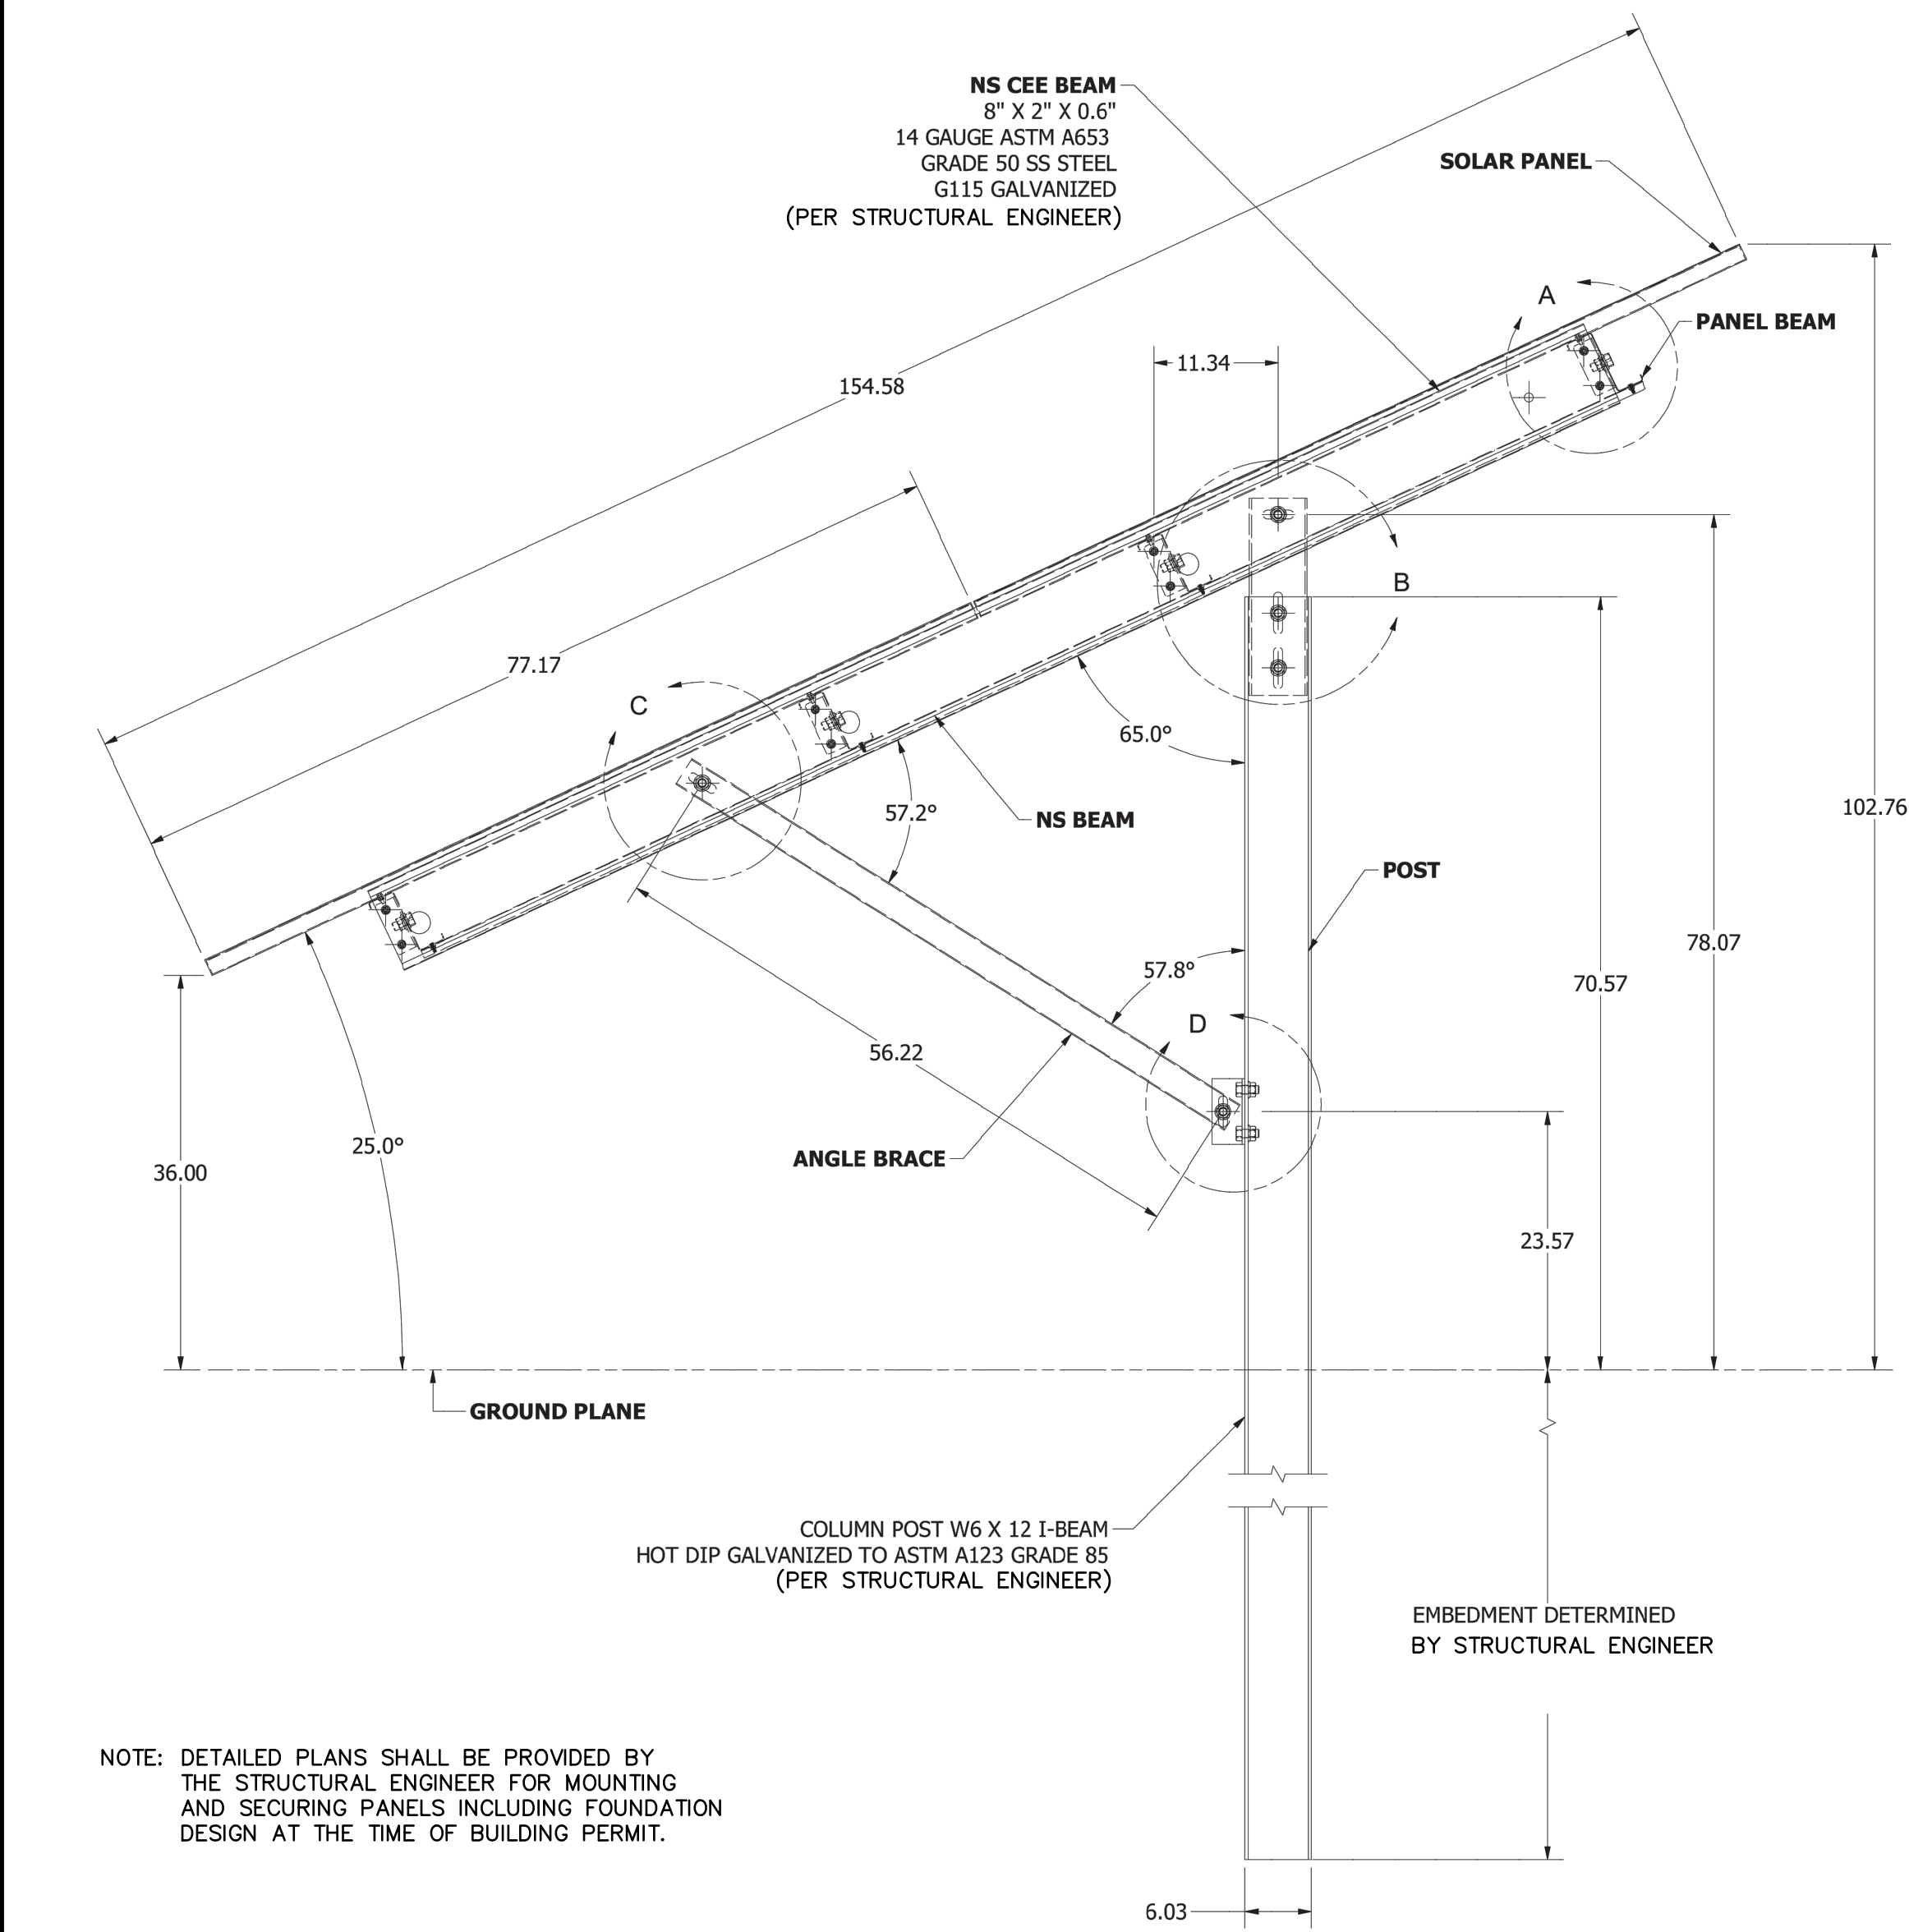 NS CEE BEAM
8" X 2" X 0.6"
14 GAUGE ASTM A653
GRADE 50 SS STEEL
G115 GALVANIZED
(PER STRUCTURAL ENGINEER)
SOLAR PANEL
A
PANEL BEAM
11.34
154.58
B
77.17
C
65.0°
57.2°
NS BEAM
102.76
POST
78.07
57.8°
70.57
D
56.22
25.0°
ANGLE BRACE
36.00
23.57
GROUND PLANE
COLUMN POST W6 X 12 I-BEAM
HOT DIP GALVANIZED TO ASTM A123 GRADE 85
(PER STRUCTURAL ENGINEER)
EMBEDMENT DETERMINED
BY STRUCTURAL ENGINEER
NOTE: DETAILED PLANS SHALL BE PROVIDED BY
THE STRUCTURAL ENGINEER FOR MOUNTING
AND SECURING PANELS INCLUDING FOUNDATION
DESIGN AT THE TIME OF BUILDING PERMIT.
6.03